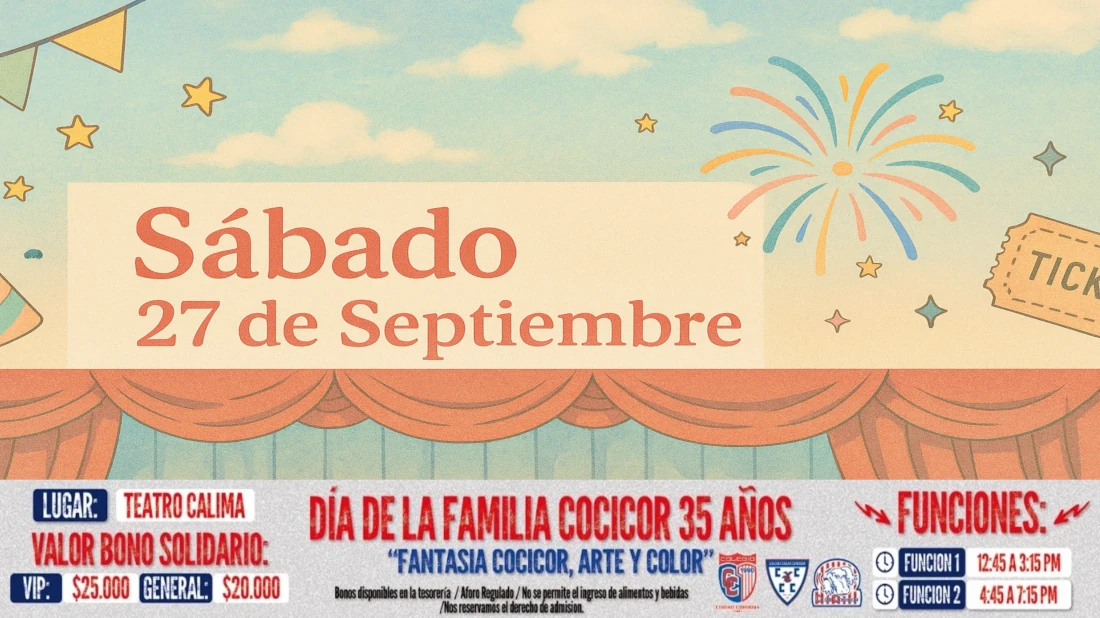 Sábado
27 de Septiembre
TICK
LUGAR: TEATRO CALIMA
VALOR BONO SOLIDARIO:
VIP: $25.000 GENERAL: $20.000
DÍA DE LA FAMILIA COCICOR 35 AÑOS
“FANTASIA COCICOR, ARTE Y COLOR”
Bonos disponibles en la tesorería / Aforo Regulado / No se permite el ingreso de alimentos y bebidas
/Nos reservamos el derecho de admision.
COLEGIO
1990
FUNCIONES:
FUNCION 1 12:45 A 3:15 PM
FUNCION 2 4:45 A 7:15 PM